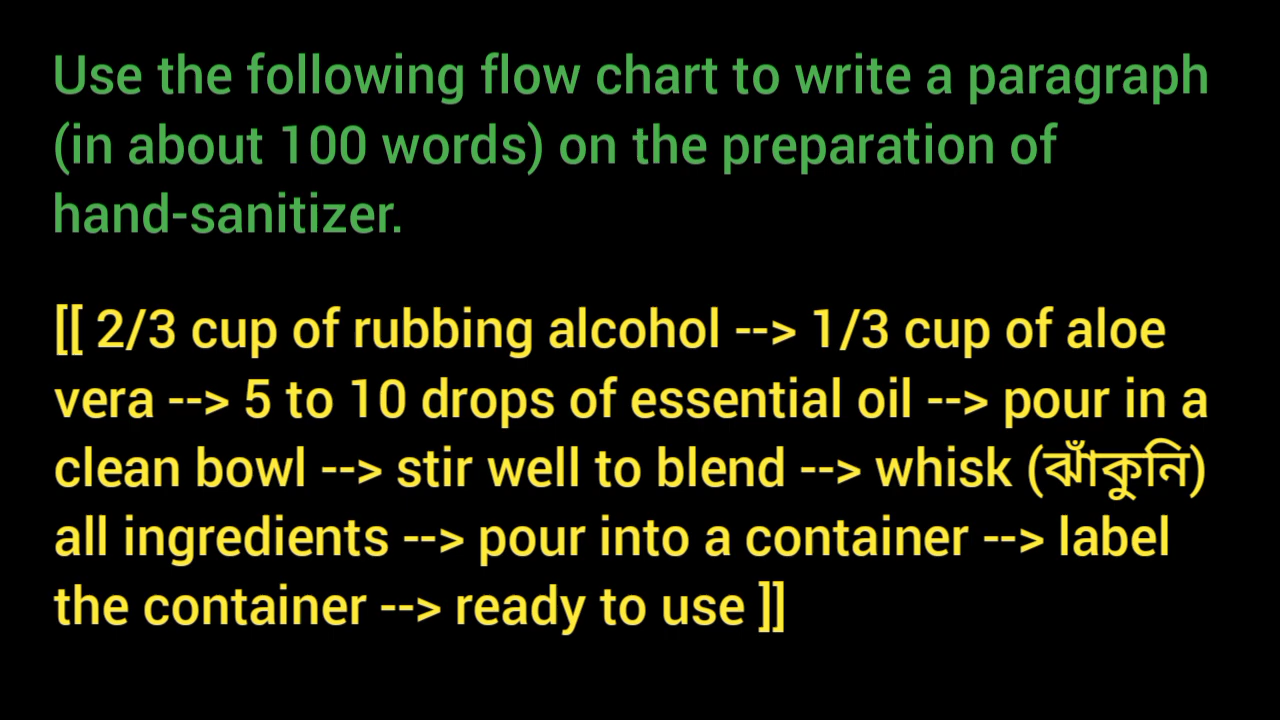 Use the following flow chart to write a paragraph
(in about 100 words) on the preparation of
hand-sanitizer.
[[ 2/3 cup of rubbing alcohol --> 1/3 cup of aloe
vera --> 5 to 10 drops of essential oil --> pour in a
clean bowl --> stir well to blend --> whisk (ঝাঁকুনি)
all ingredients --> pour into a container --> label
the container --> ready to use ]]